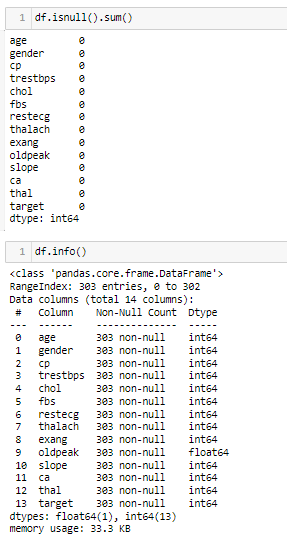 1 df.isnull().sum()
age 0
gender 0
cp 0
trestbps 0
chol 0
fbs 0
restecg 0
thalach 0
exang 0
oldpeak 0
slope 0
ca 0
thal 0
target 0
dtype: int64
1 df.info()
<class 'pandas.core.frame.DataFrame'>
RangeIndex: 303 entries, 0 to 302
Data columns (total 14 columns):
# Column Non-Null Count Dtype
--- ------ -------------- -----
0 age 303 non-null int64
1 gender 303 non-null int64
2 cp 303 non-null int64
3 trestbps 303 non-null int64
4 chol 303 non-null int64
5 fbs 303 non-null int64
6 restecg 303 non-null int64
7 thalach 303 non-null int64
8 exang 303 non-null int64
9 oldpeak 303 non-null float64
10 slope 303 non-null int64
11 ca 303 non-null int64
12 thal 303 non-null int64
13 target 303 non-null int64
dtypes: float64(1), int64(13)
memory usage: 33.3 KB